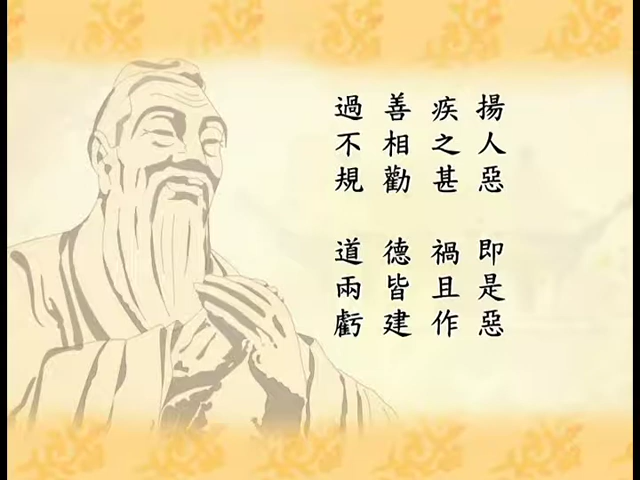 揚人惡 即是惡
疾之甚 禍且作
善相勸 德皆建
過不規 道兩虧